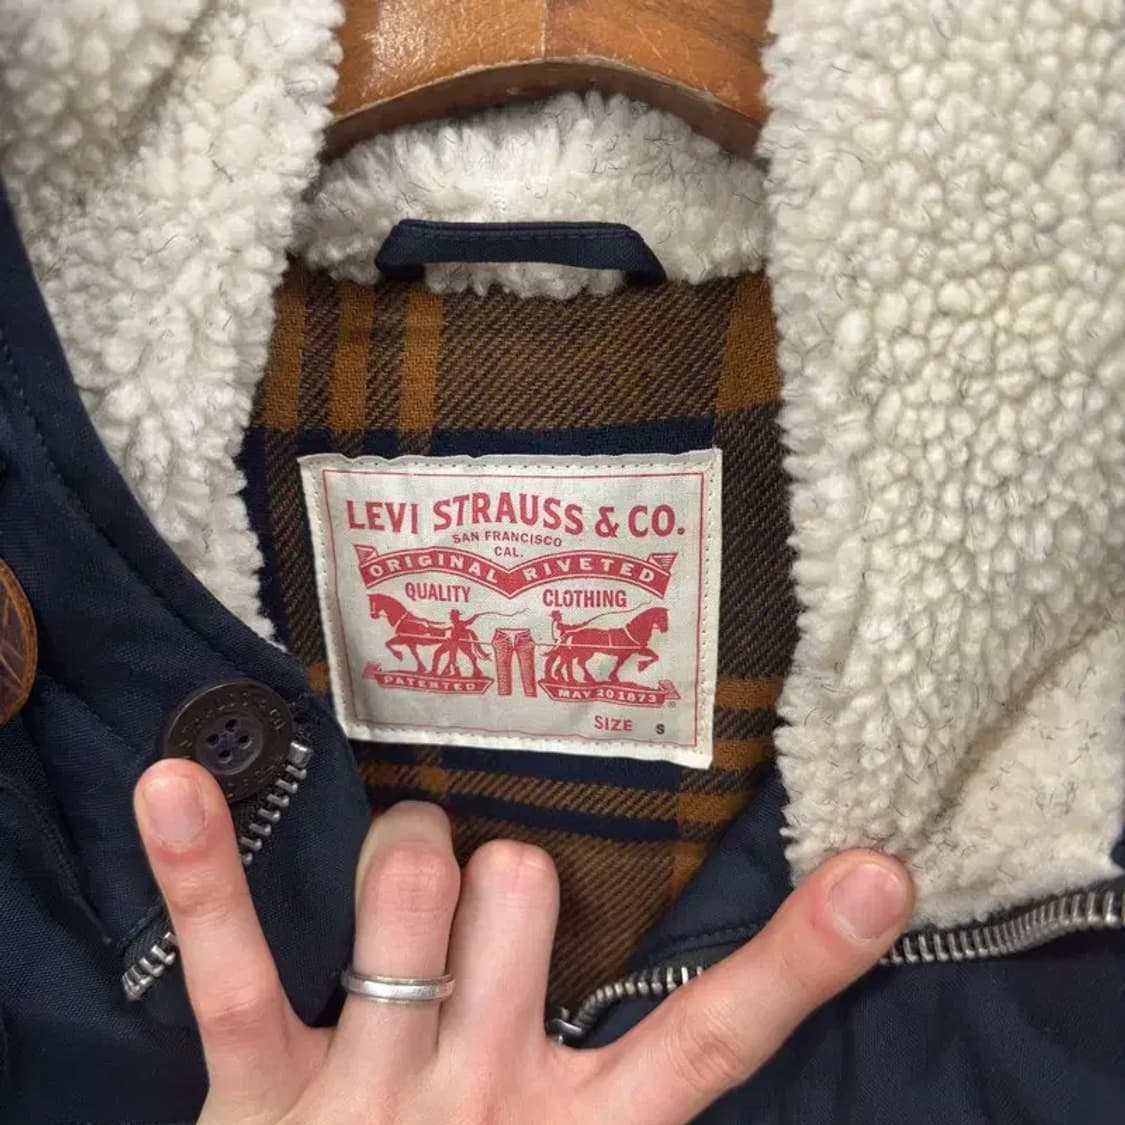 LEVI STRAUSS & CO.
SAN FRANCISCO
CAL.
ORIGINAL RIVETED
QUALITY CLOTHING
PATENTED MAY 20 1873 ®
SIZE S